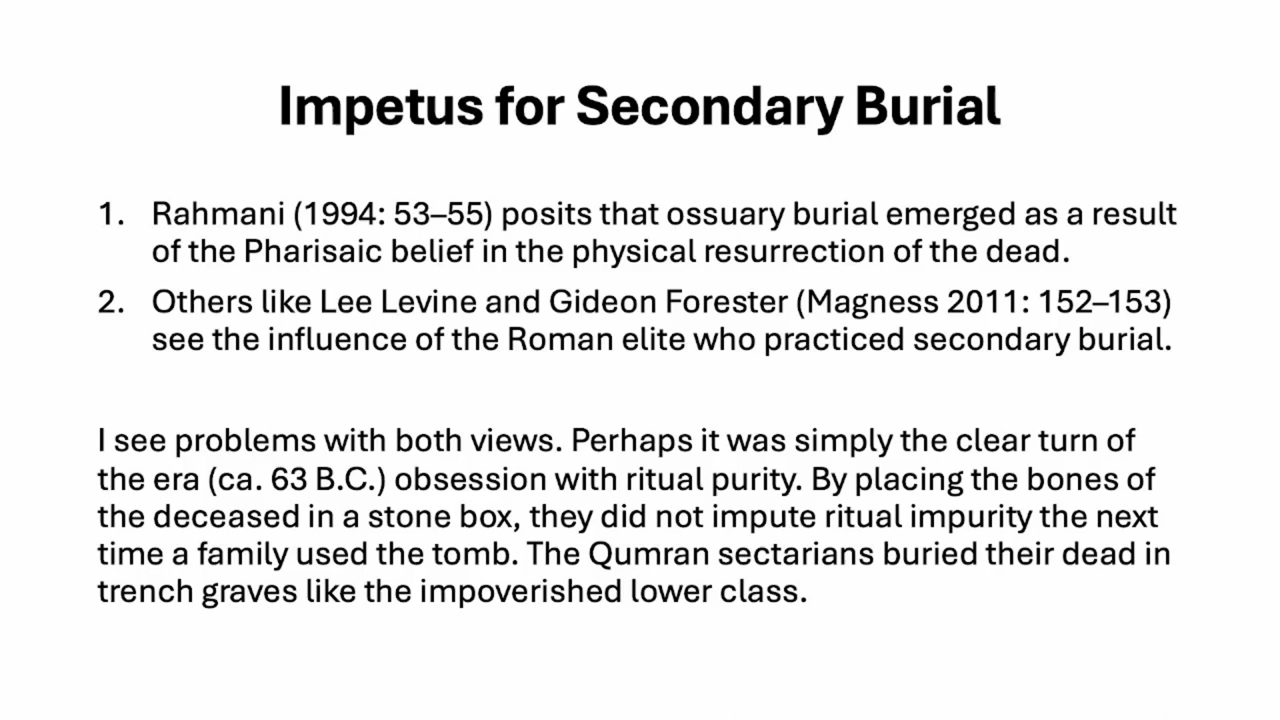 Impetus for Secondary Burial
1. Rahmani (1994: 53–55) posits that ossuary burial emerged as a result
of the Pharisaic belief in the physical resurrection of the dead.
2. Others like Lee Levine and Gideon Forester (Magness 2011: 152–153)
see the influence of the Roman elite who practiced secondary burial.
I see problems with both views. Perhaps it was simply the clear turn of
the era (ca. 63 B.C.) obsession with ritual purity. By placing the bones of
the deceased in a stone box, they did not impute ritual impurity the next
time a family used the tomb. The Qumran sectarians buried their dead in
trench graves like the impoverished lower class.